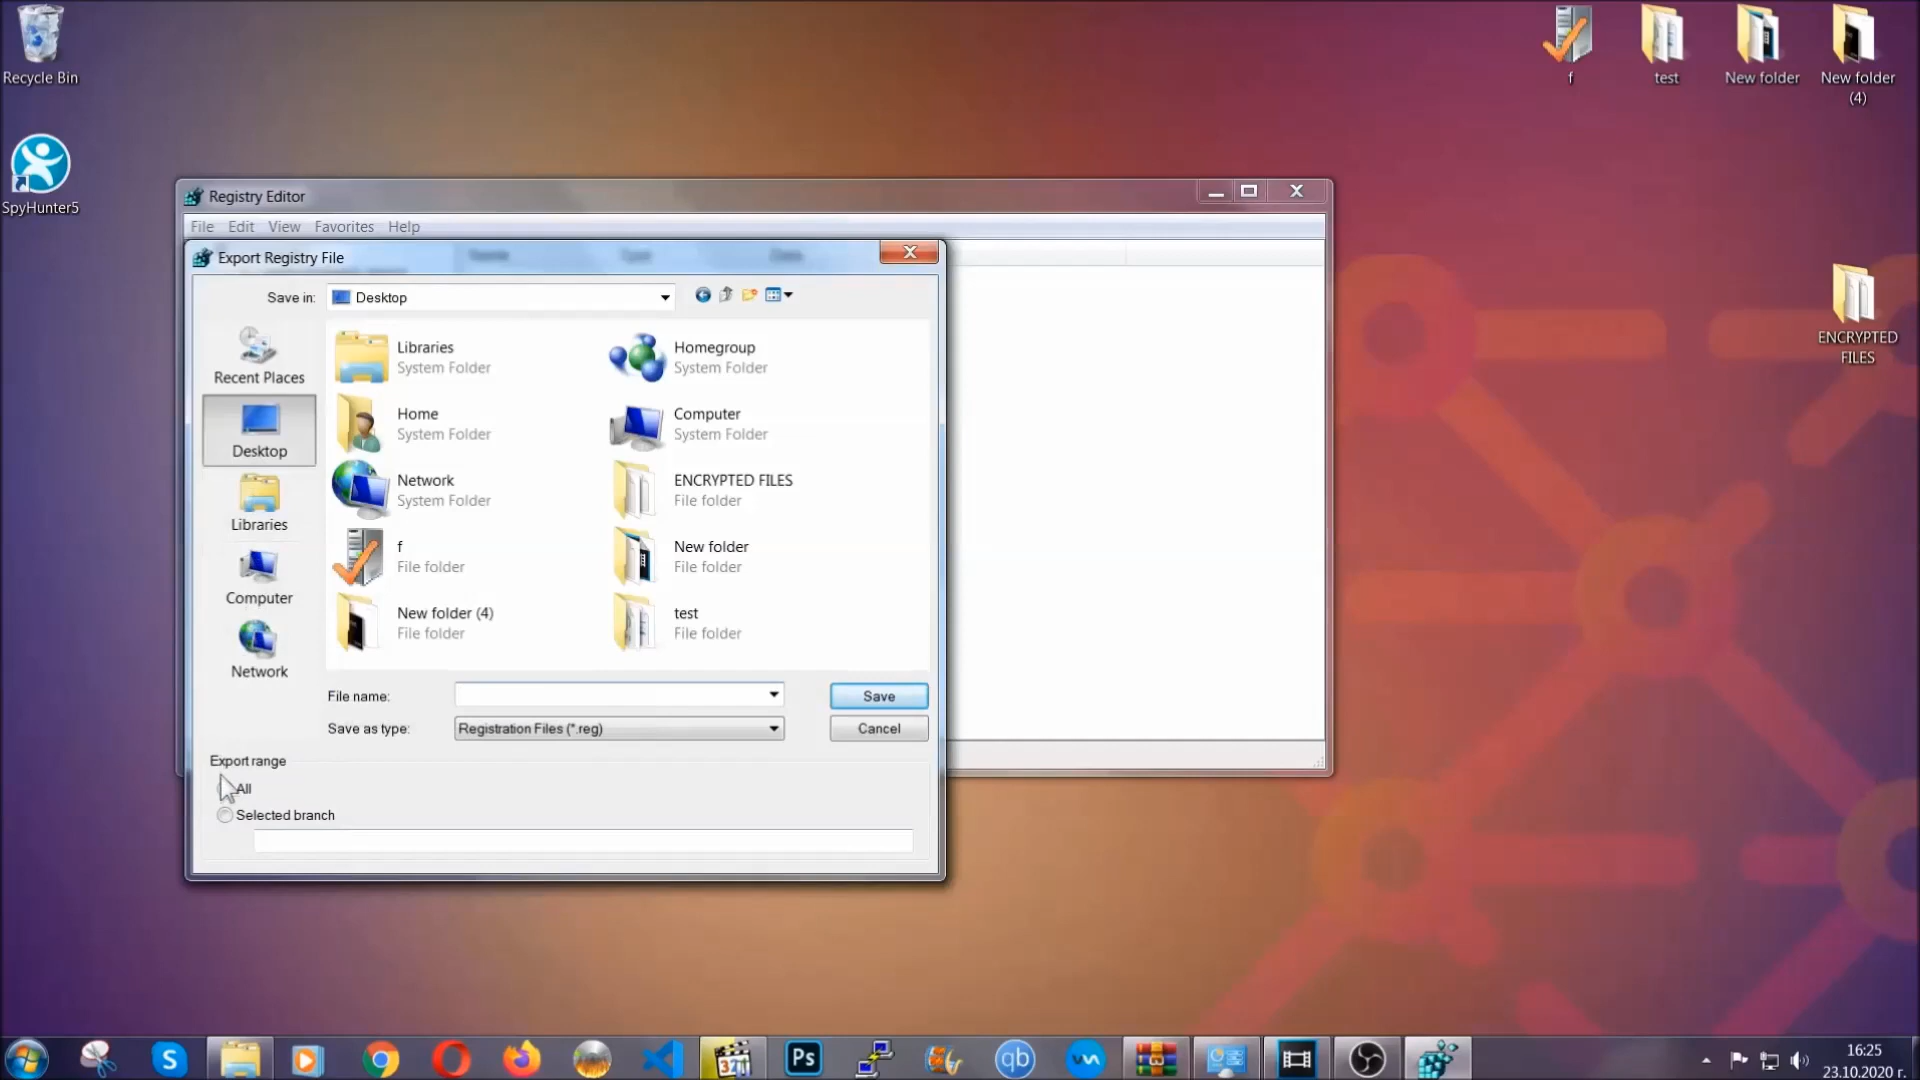 Recycle Bin
SpyHunter5
f
test
New folder
New folder
(4)
ENCRYPTED
FILES
Registry Editor
File Edit View Favorites Help
Export Registry File
Save in:
Desktop
Recent Places
Desktop
Libraries
Computer
Network
Libraries
System Folder
Homegroup
System Folder
Home
System Folder
Computer
System Folder
Network
System Folder
ENCRYPTED FILES
File folder
f
File folder
New folder
File folder
New folder (4)
File folder
test
File folder
File name:
Save
Save as type:
Registration Files (*.reg)
Cancel
Export range
All
Selected branch
S
321
Ps
qb
16:25
23.10.2020 г.